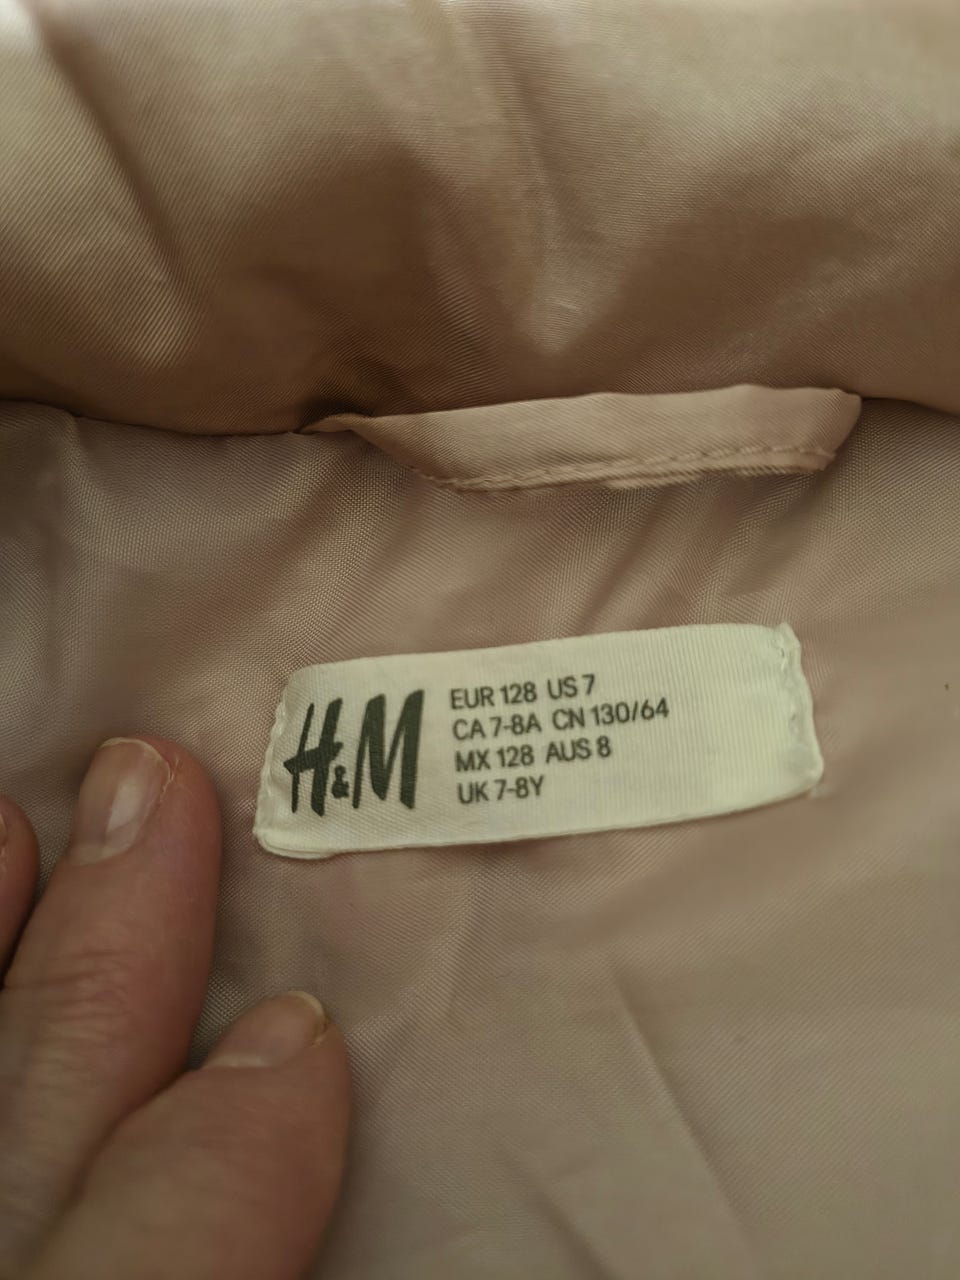 H&M
EUR 128 US 7
CA 7-8A CN 130/64
MX 128 AUS 8
UK 7-8Y